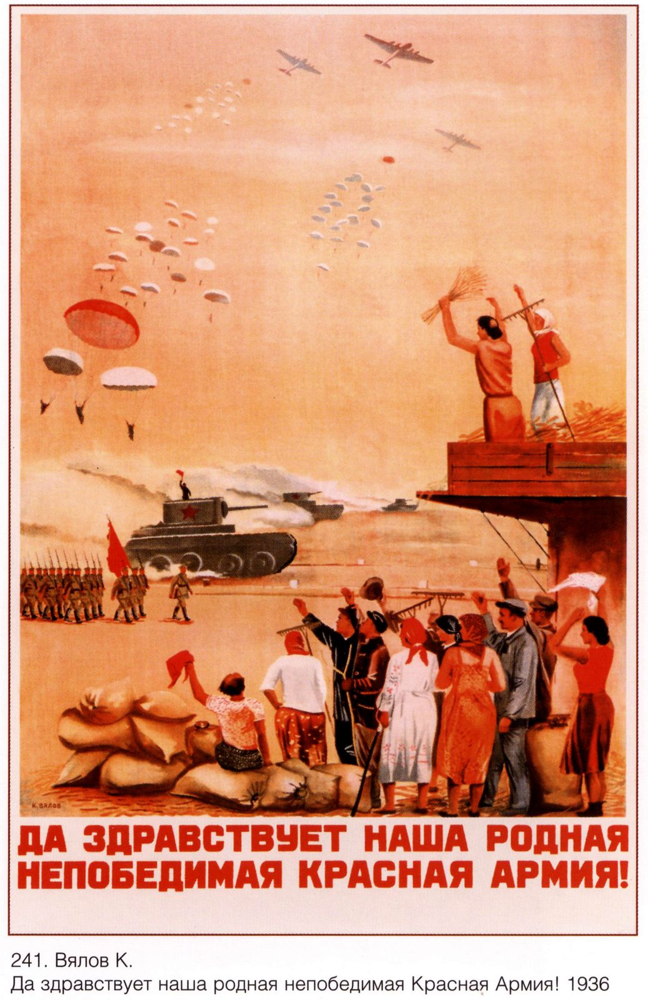 К. ВЯЛОВ
ДА ЗДРАВСТВУЕТ НАША РОДНАЯ
НЕПОБЕДИМАЯ КРАСНАЯ АРМИЯ!
241. Вялов К.
Да здравствует наша родная непобедимая Красная Армия! 1936